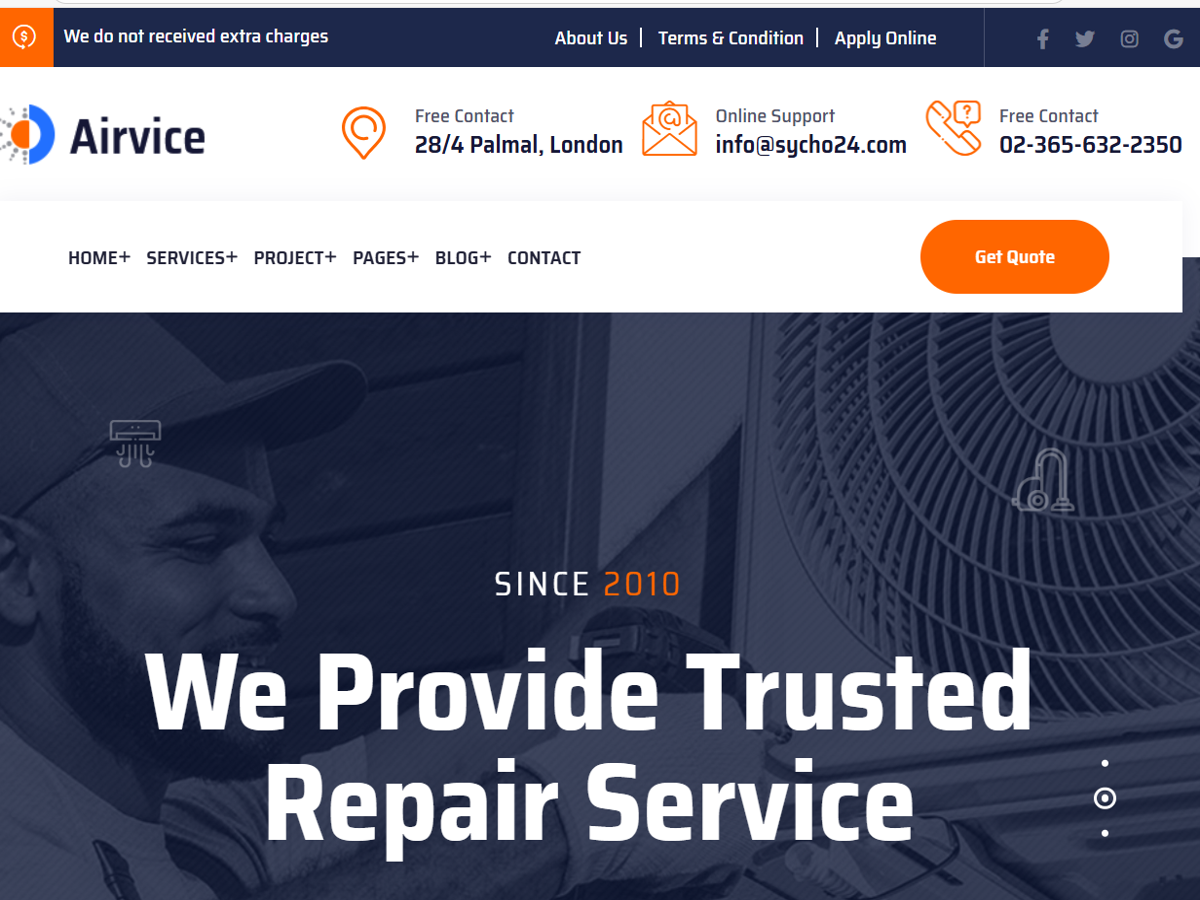 We do not received extra charges
About Us | Terms & Condition | Apply Online
Airvice
Free Contact
28/4 Palmal, London
Online Support
info@sycho24.com
Free Contact
02-365-632-2350
HOME+ SERVICES+ PROJECT+ PAGES+ BLOG+ CONTACT
Get Quote
SINCE 2010
We Provide Trusted
Repair Service